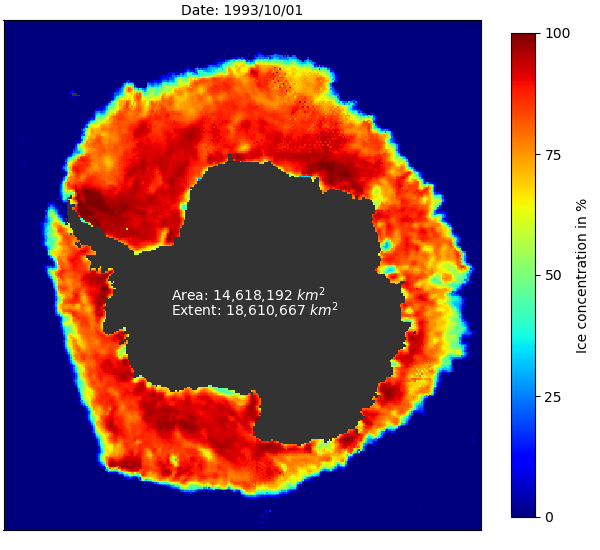 Date: 1993/10/01
Area: 14,618,192 km²
Extent: 18,610,667 km²
100
75
50
25
0
Ice concentration in %